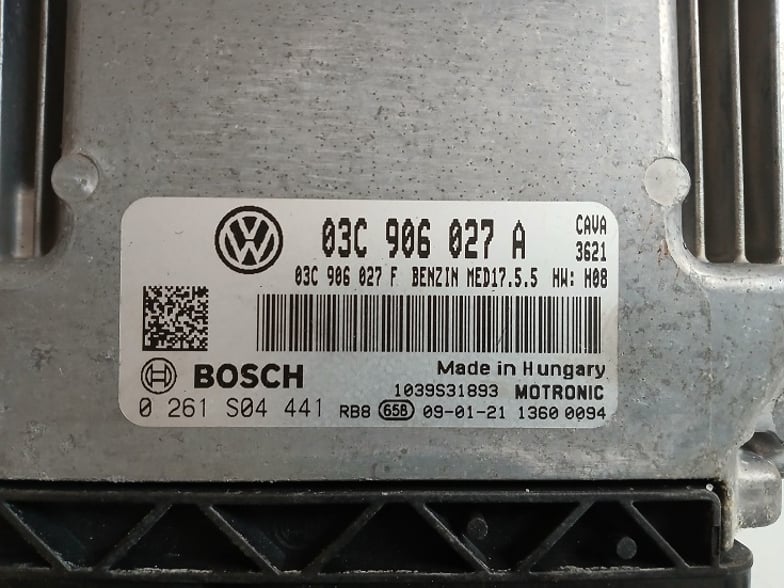 03C 906 027 A CAVA
3621
03C 906 027 F BENZIN MED17.5.5 HW: H08
BOSCH Made in Hungary
1039S31893 MOTRONIC
0 261 S04 441 RB8 658 09-01-21 1360 0094